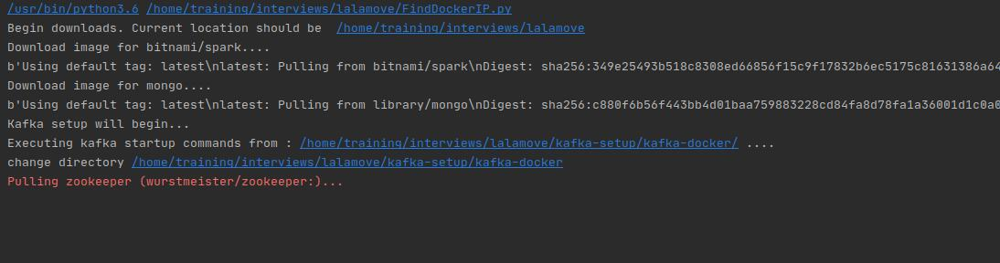 /usr/bin/python3.6 /home/training/interviews/lalamove/FindDockerIP.py
Begin downloads. Current location should be  /home/training/interviews/lalamove
Download image for bitnami/spark....
b'Using default tag: latest\nlatest: Pulling from bitnami/spark\nDigest: sha256:349e25493b518c8308ed66856f15c9f17832b6ec5175c81631386a64
Download image for mongo....
b'Using default tag: latest\nlatest: Pulling from library/mongo\nDigest: sha256:c880f6b56f443bb4d01baa759883228cd84fa8d78fa1a36001d1c0a0
Kafka setup will begin...
Executing kafka startup commands from : /home/training/interviews/lalamove/kafka-setup/kafka-docker/ ....
change directory /home/training/interviews/lalamove/kafka-setup/kafka-docker
Pulling zookeeper (wurstmeister/zookeeper:)...